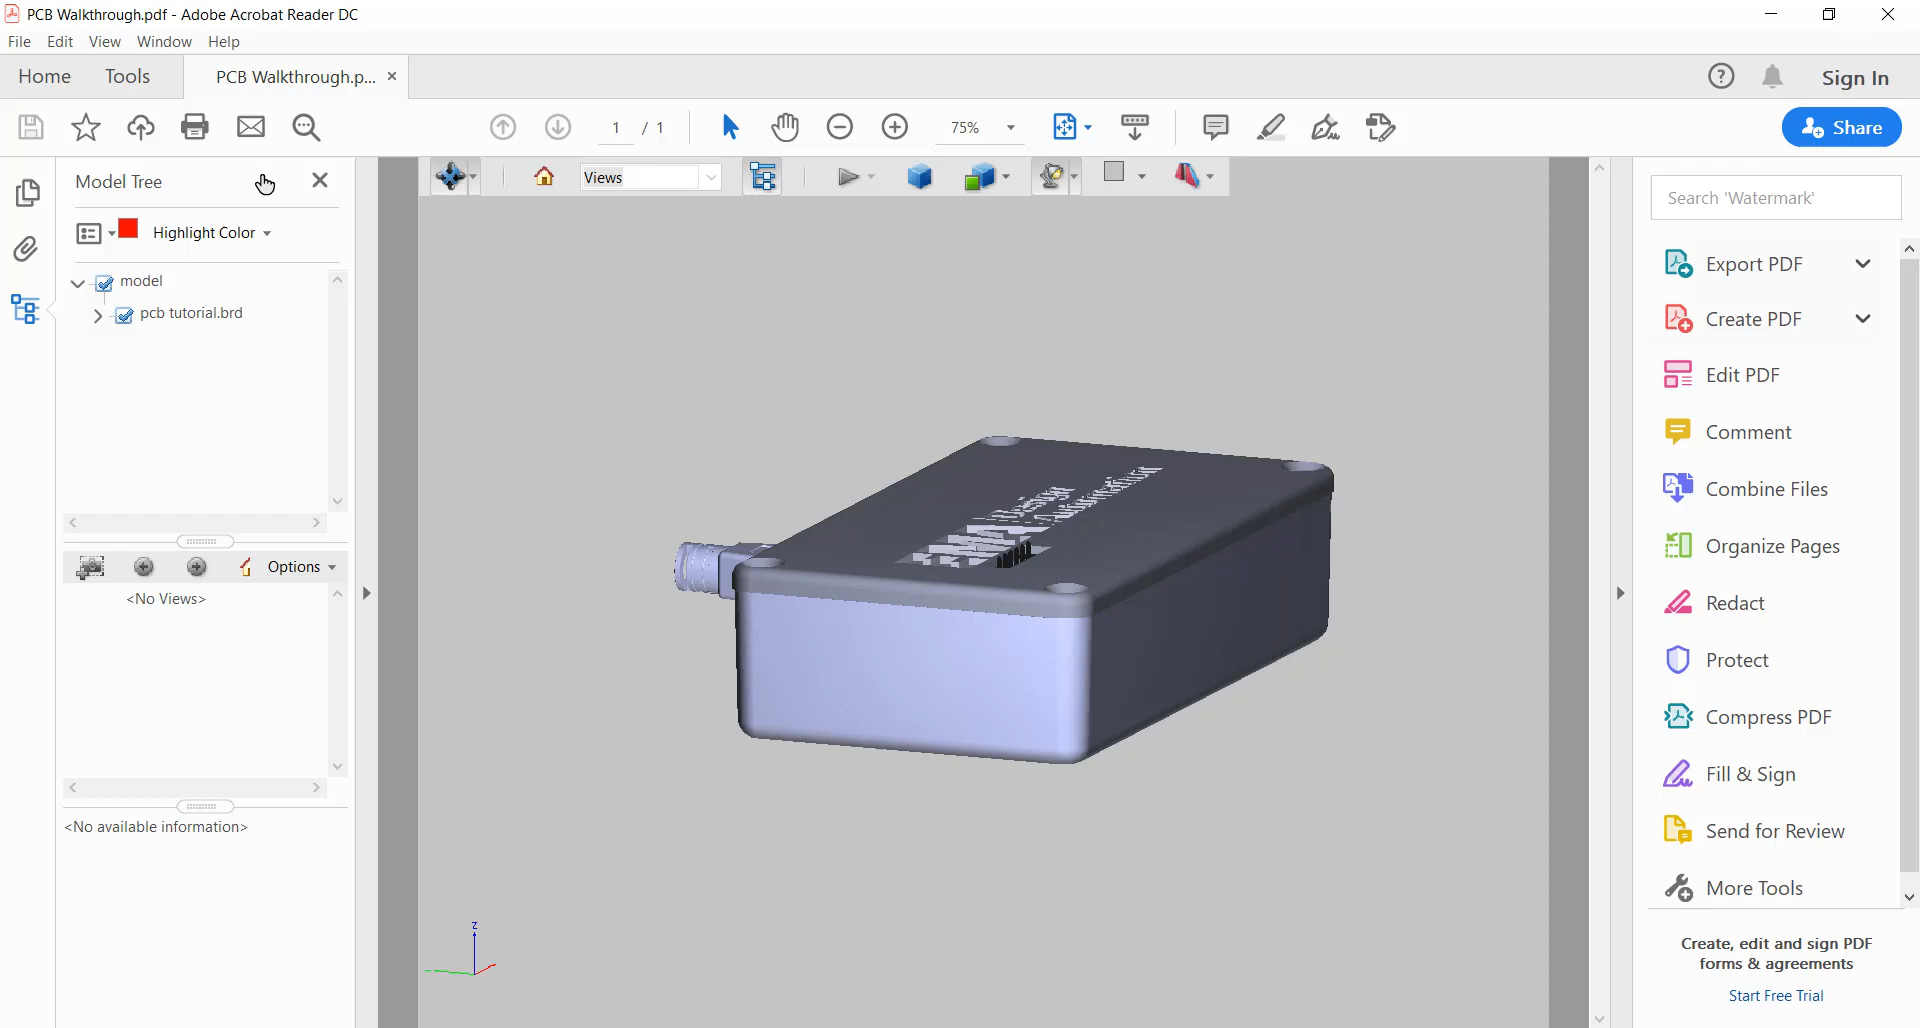 PCB Walkthrough.pdf - Adobe Acrobat Reader DC
File Edit View Window Help
Home Tools PCB Walkthrough.p... Sign In
1 / 1 75% Share
Model Tree
Highlight Color
model
pcb tutorial.brd
Options
<No Views>
<No available information>
Views
Design
Automation
Z
Search 'Watermark'
Export PDF
Create PDF
Edit PDF
Comment
Combine Files
Organize Pages
Redact
Protect
Compress PDF
Fill & Sign
Send for Review
More Tools
Create, edit and sign PDF
forms & agreements
Start Free Trial